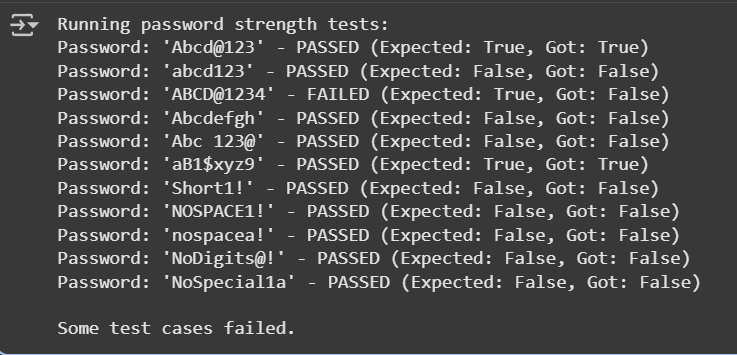 Running password strength tests:
Password: 'Abcd@123' - PASSED (Expected: True, Got: True)
Password: 'abcd123' - PASSED (Expected: False, Got: False)
Password: 'ABCD@1234' - FAILED (Expected: True, Got: False)
Password: 'Abcdefgh' - PASSED (Expected: False, Got: False)
Password: 'Abc 123@' - PASSED (Expected: False, Got: False)
Password: 'aB1$xyz9' - PASSED (Expected: True, Got: True)
Password: 'Short1!' - PASSED (Expected: False, Got: False)
Password: 'NOSPACE1!' - PASSED (Expected: False, Got: False)
Password: 'nospacea!' - PASSED (Expected: False, Got: False)
Password: 'NoDigits@!' - PASSED (Expected: False, Got: False)
Password: 'NoSpecial1a' - PASSED (Expected: False, Got: False)
Some test cases failed.